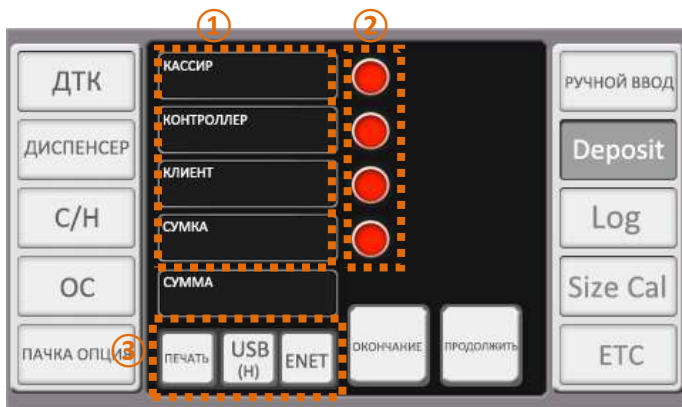 ① ②
ДТК
ДИСПЕНСЕР
С/Н
ОС
ПАЧКА ОПЦИЯ
КАССИР
КОНТРОЛЛЕР
КЛИЕНТ
СУМКА
СУММА
③
ПЕЧАТЬ
USB
(H)
ENET
ОКОНЧАНИЕ
ПРОДОЛЖИТЬ
РУЧНОЙ ВВОД
Deposit
Log
Size Cal
ETC